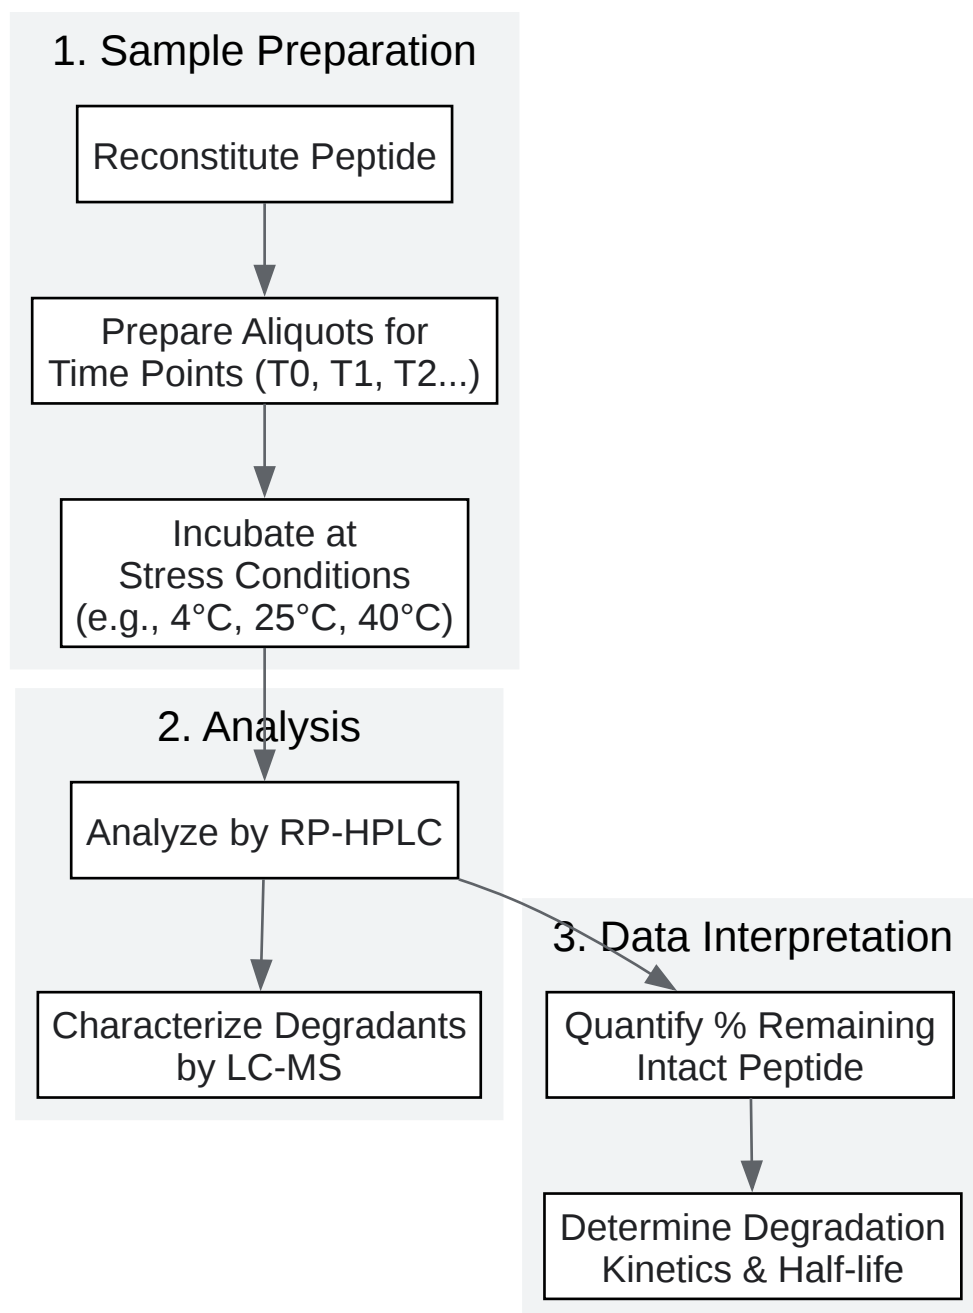 1. Sample Preparation
Reconstitute Peptide
Prepare Aliquots for
Time Points (T0, T1, T2...)
Incubate at
Stress Conditions
(e.g., 4°C, 25°C, 40°C)
2. Analysis
Analyze by RP-HPLC
Characterize Degradants
by LC-MS
3. Data Interpretation
Quantify % Remaining
Intact Peptide
Determine Degradation
Kinetics & Half-life